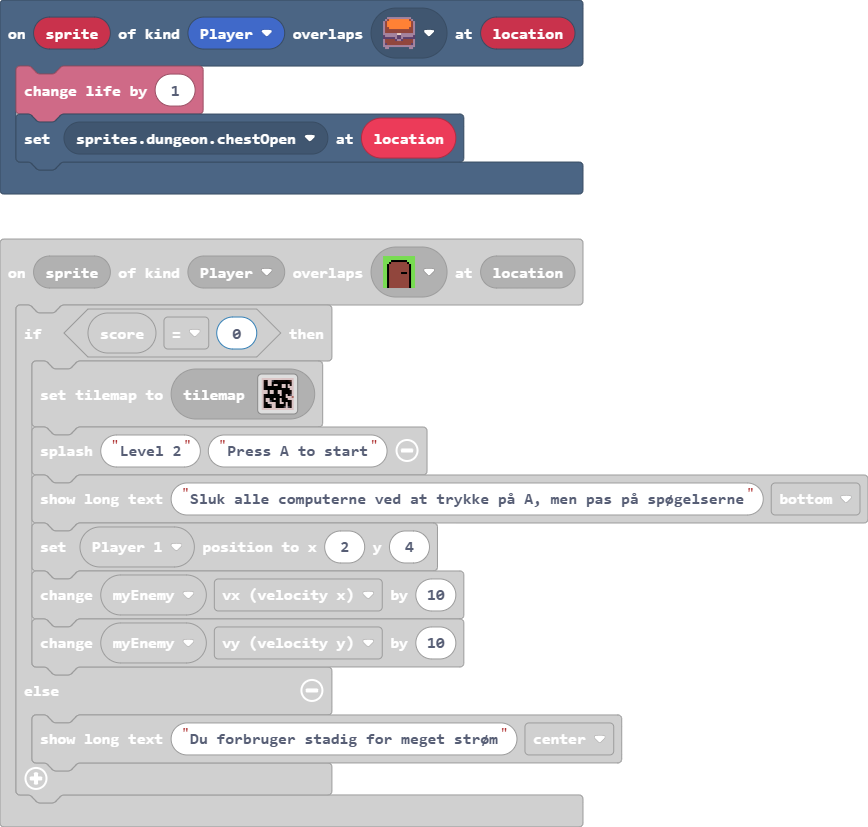 on sprite of kind Player overlaps at location
change life by 1
set sprites.dungeon.chestOpen at location
on sprite of kind Player overlaps at location
if score = 0 then
set tilemap to tilemap
splash "Level 2" "Press A to start"
show long text "Sluk alle computerne ved at trykke på A, men pas på spøgelserne" bottom
set Player 1 position to x 2 y 4
change myEnemy vx (velocity x) by 10
change myEnemy vy (velocity y) by 10
else
show long text "Du forbruger stadig for meget strøm" center